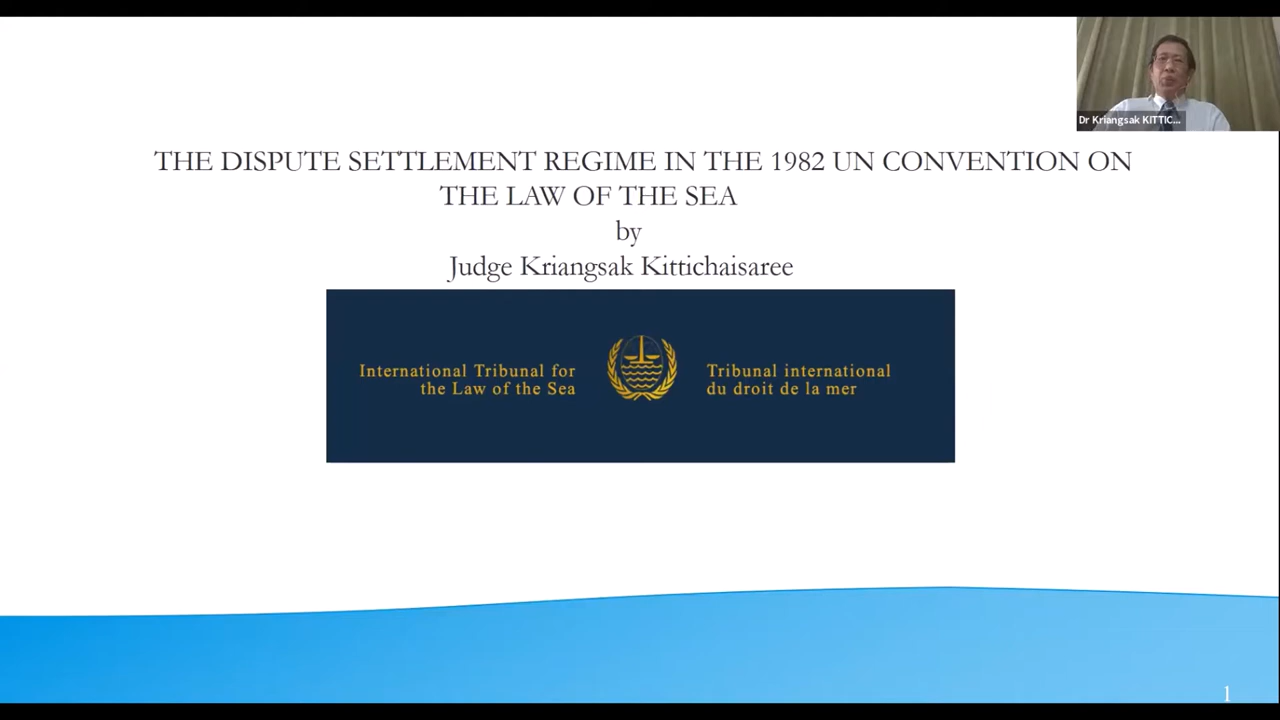 Dr Kriangsak KITTIC...
THE DISPUTE SETTLEMENT REGIME IN THE 1982 UN CONVENTION ON
THE LAW OF THE SEA
by
Judge Kriangsak Kittichaisaree
International Tribunal for
the Law of the Sea
Tribunal international
du droit de la mer
1